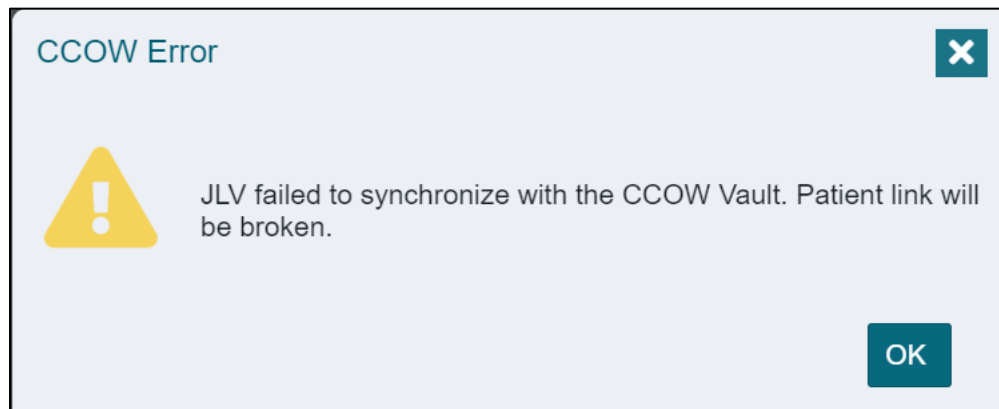 CCOW Error
JLV failed to synchronize with the CCOW Vault. Patient link will
be broken.
OK